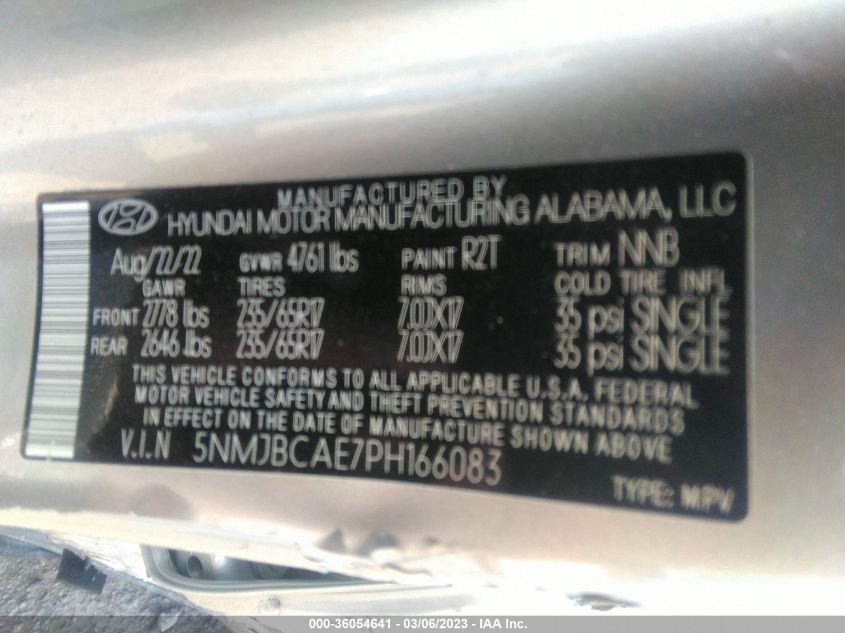 MANUFACTURED BY
HYUNDAI MOTOR MANUFACTURING ALABAMA, LLC
Aug/22/22 GVWR 4761 lbs PAINT R2T TRIM NNB
GAWR TIRES RIMS COLD TIRE INFL
FRONT 2778 lbs 235/65R17 7.0JX17 35 psi SINGLE
REAR 2646 lbs 235/65R17 7.0JX17 35 psi SINGLE
THIS VEHICLE CONFORMS TO ALL APPLICABLE U.S.A. FEDERAL
MOTOR VEHICLE SAFETY AND THEFT PREVENTION STANDARDS
IN EFFECT ON THE DATE OF MANUFACTURE SHOWN ABOVE
V.I.N 5NMJBCAE7PH166083
TYPE: MPV
000-36054641 - 03/06/2023 - IAA Inc.